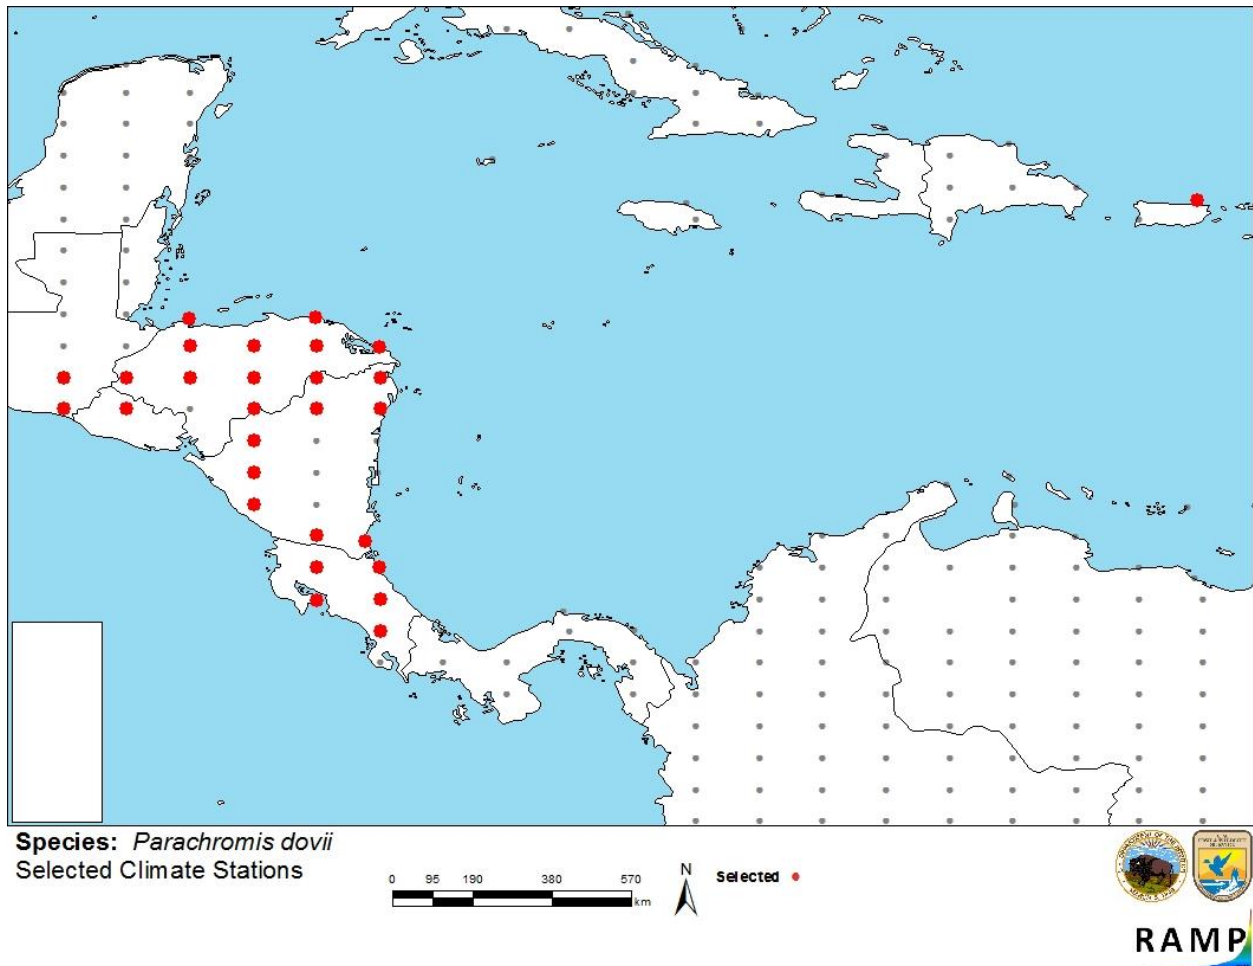 Species: Parachromis dovii
Selected Climate Stations
0 95 190 380 570
km
N
Selected
RAMP